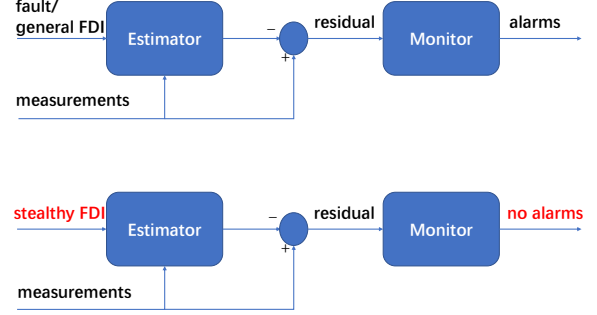 fault/
general FDI
Estimator
−
+
residual
Monitor
alarms
measurements
stealthy FDI
Estimator
−
+
residual
Monitor
no alarms
measurements